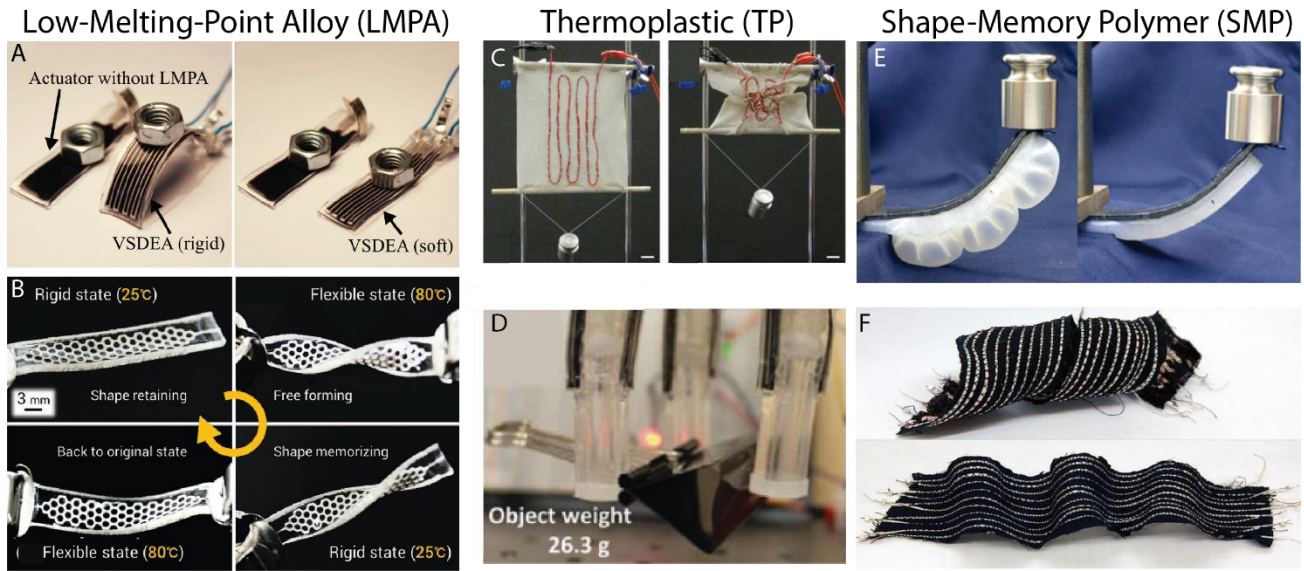 Low-Melting-Point Alloy (LMPA)
Thermoplastic (TP)
Shape-Memory Polymer (SMP)
A
Actuator without LMPA
VSDEA (rigid)
VSDEA (soft)
B
Rigid state (25℃)
Shape retaining
Flexible state (80℃)
Free forming
3 mm
Back to original state
Flexible state (80℃)
Shape memorizing
Rigid state (25℃)
C
D
Object weight
26.3 g
E
F